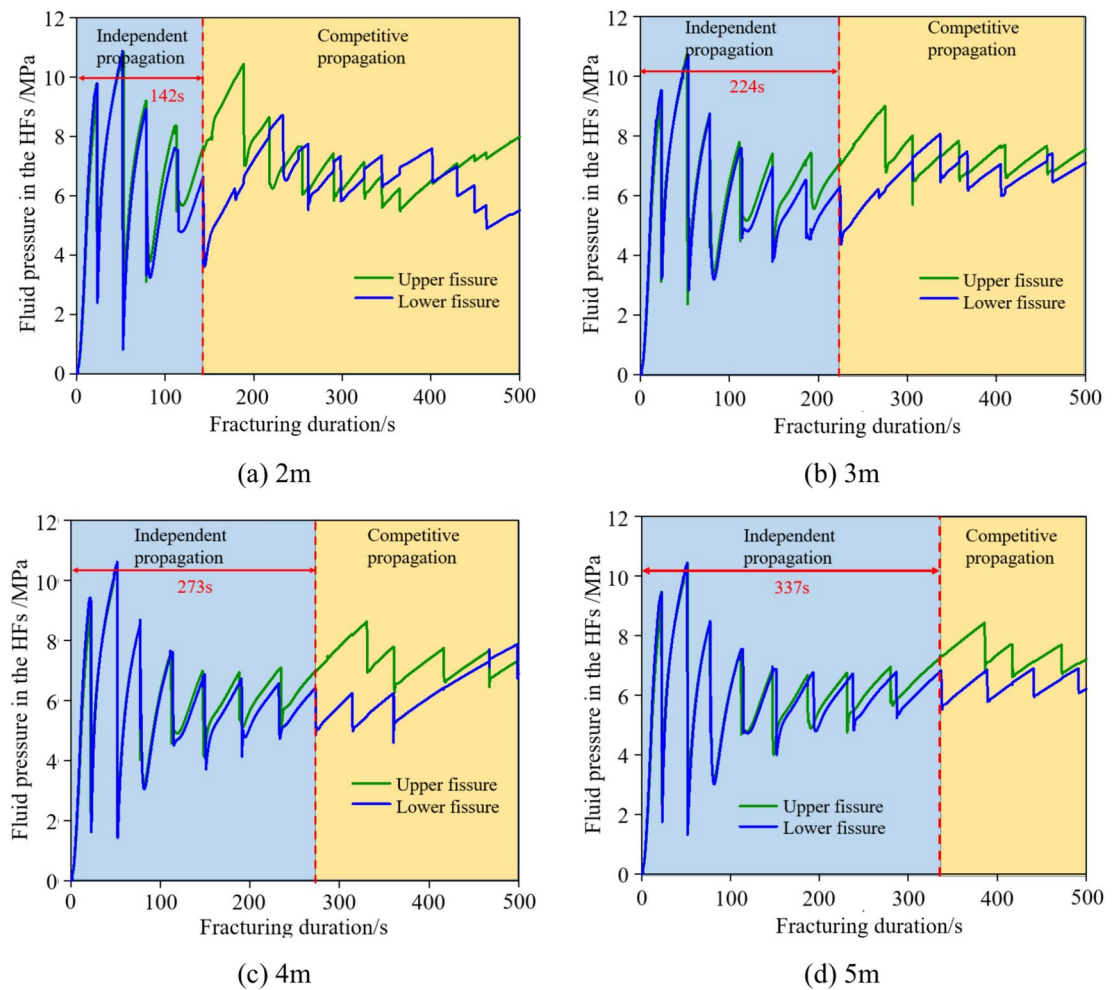 12
10
8
6
4
2
0
Fluid pressure in the HFs /MPa
Independent
propagation
142s
Competitive
propagation
Upper fissure
Lower fissure
0 100 200 300 400 500
Fracturing duration/s
(a) 2m
12
10
8
6
4
2
0
Fluid pressure in the HFs /MPa
Independent
propagation
224s
Competitive
propagation
Upper fissure
Lower fissure
0 100 200 300 400 500
Fracturing duration/s
(b) 3m
12
10
8
6
4
2
0
Fluid pressure in the HFs /MPa
Independent
propagation
273s
Competitive
propagation
Upper fissure
Lower fissure
0 100 200 300 400 500
Fracturing duration/s
(c) 4m
12
10
8
6
4
2
0
Fluid pressure in the HFs /MPa
Independent
propagation
337s
Competitive
propagation
Upper fissure
Lower fissure
0 100 200 300 400 500
Fracturing duration/s
(d) 5m